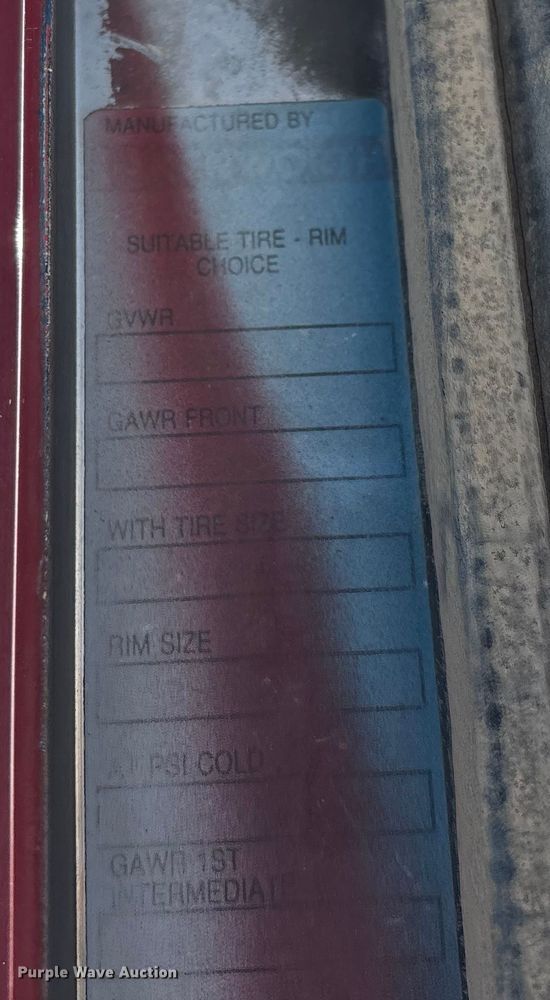 MANUFACTURED BY
SUITABLE TIRE - RIM
CHOICE
GVWR
GAWR FRONT
WITH TIRE SIZE
RIM SIZE
AT PSI COLD
GAWR 1ST
INTERMEDIATE
Purple Wave Auction